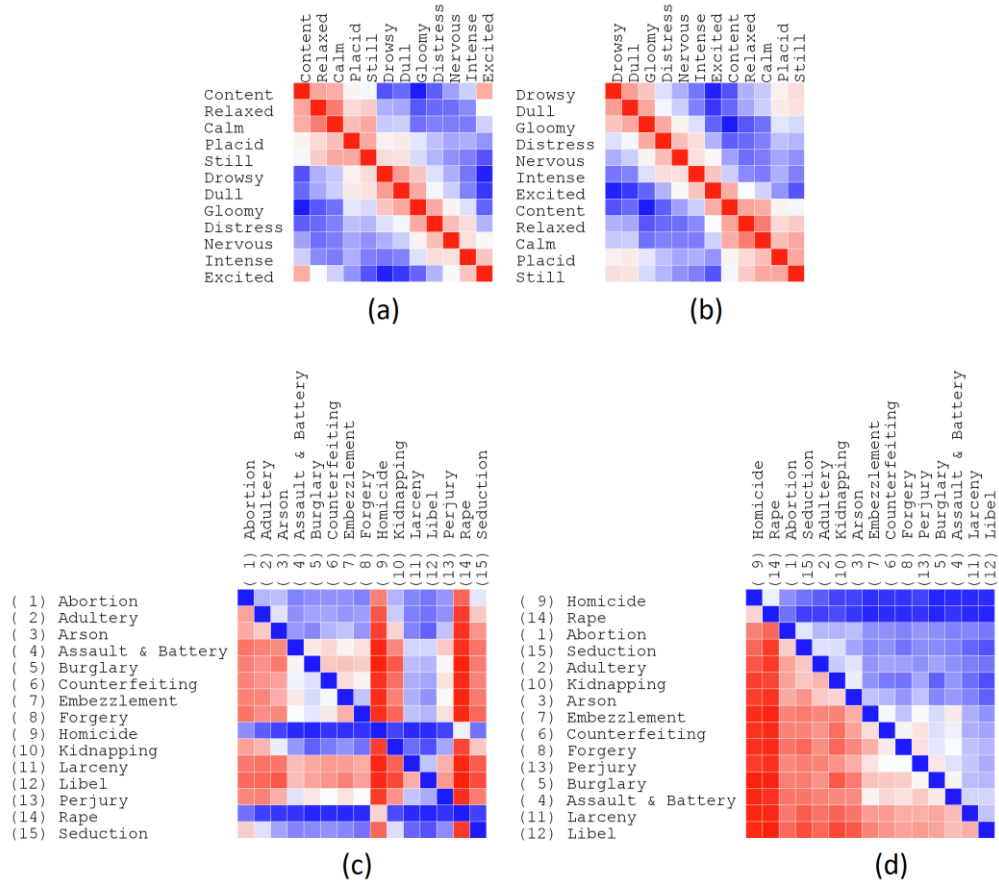 Content
Relaxed
Calm
Placid
Still
Drowsy
Dull
Gloomy
Distress
Nervous
Intense
Excited
Content
Relaxed
Calm
Placid
Still
Drowsy
Dull
Gloomy
Distress
Nervous
Intense
Excited
(a)
Drowsy
Dull
Gloomy
Distress
Nervous
Intense
Excited
Content
Relaxed
Calm
Placid
Still
Drowsy
Dull
Gloomy
Distress
Nervous
Intense
Excited
Content
Relaxed
Calm
Placid
Still
(b)
( 1) Abortion
( 2) Adultery
( 3) Arson
( 4) Assault & Battery
( 5) Burglary
( 6) Counterfeiting
( 7) Embezzlement
( 8) Forgery
( 9) Homicide
(10) Kidnapping
(11) Larceny
(12) Libel
(13) Perjury
(14) Rape
(15) Seduction
( 1) Abortion
( 2) Adultery
( 3) Arson
( 4) Assault & Battery
( 5) Burglary
( 6) Counterfeiting
( 7) Embezzlement
( 8) Forgery
( 9) Homicide
(10) Kidnapping
(11) Larceny
(12) Libel
(13) Perjury
(14) Rape
(15) Seduction
(c)
( 9) Homicide
(14) Rape
( 1) Abortion
(15) Seduction
( 2) Adultery
(10) Kidnapping
( 3) Arson
( 7) Embezzlement
( 6) Counterfeiting
( 8) Forgery
(13) Perjury
( 5) Burglary
( 4) Assault & Battery
(11) Larceny
(12) Libel
( 9) Homicide
(14) Rape
( 1) Abortion
(15) Seduction
( 2) Adultery
(10) Kidnapping
( 3) Arson
( 7) Embezzlement
( 6) Counterfeiting
( 8) Forgery
(13) Perjury
( 5) Burglary
( 4) Assault & Battery
(11) Larceny
(12) Libel
(d)